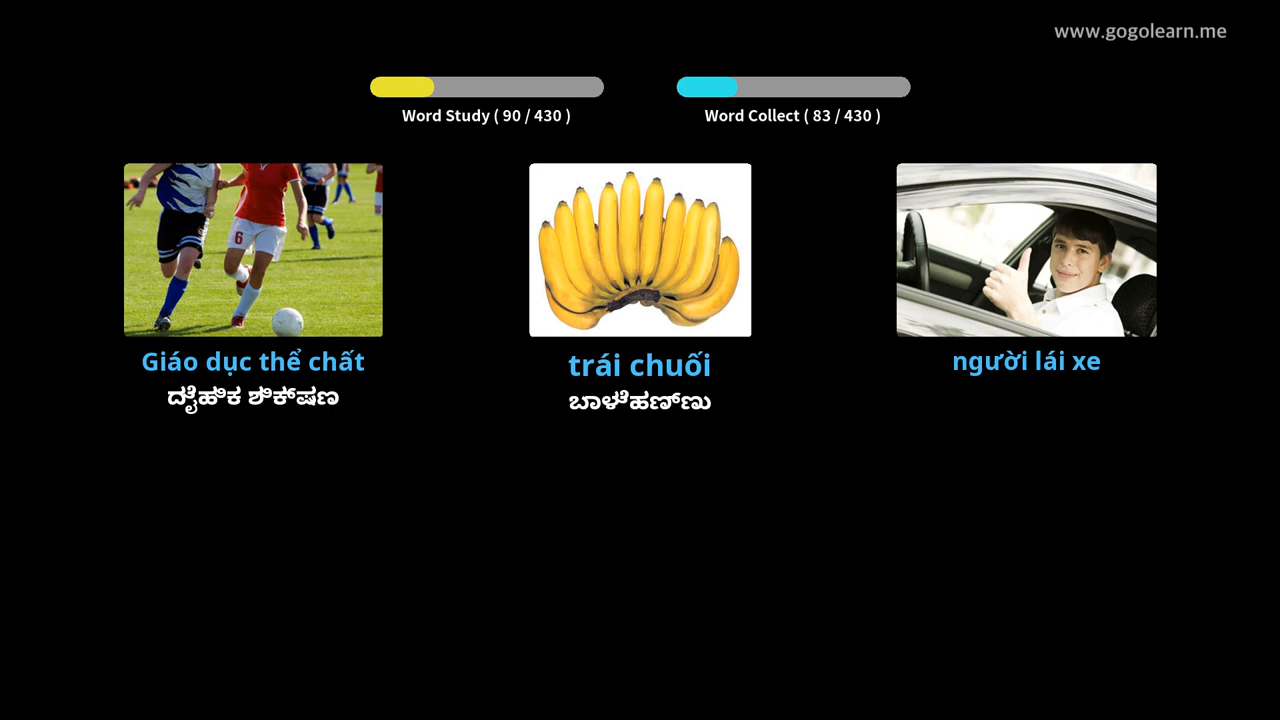 www.gogolearn.me
Word Study ( 90 / 430 )
Word Collect ( 83 / 430 )
6
Giáo dục thể chất
ದೈಹಿಕ ಶಿಕ್ಷಣ
trái chuối
ಬಾಳೆಹಣ್ಣು
người lái xe